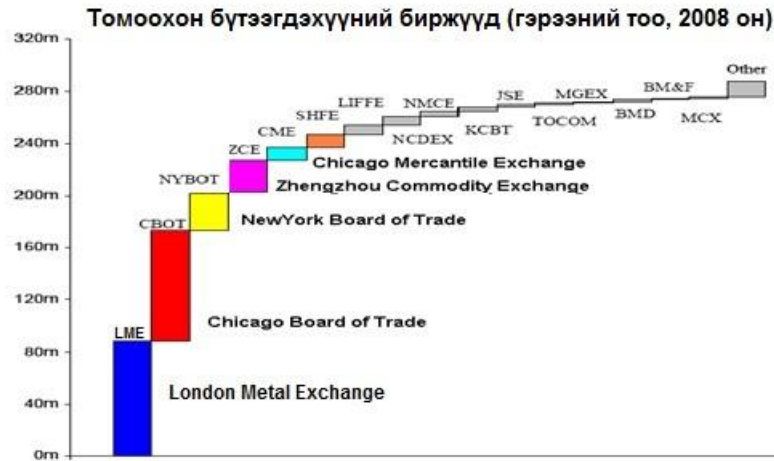 Томоохон бүтээгдэхүүний биржүүд (гэрээний тоо, 2008 он)
320m
280m
240m
200m
160m
120m
80m
40m
0m
LME
CBOT
NYBOT
ZCE
CME
SHFE
LIFFE
NCDEX
NMCE
KCBT
JSE
TOCOM
MGEX
BMD
BM&F
MCX
Other
Chicago Mercantile Exchange
Zhengzhou Commodity Exchange
NewYork Board of Trade
Chicago Board of Trade
London Metal Exchange